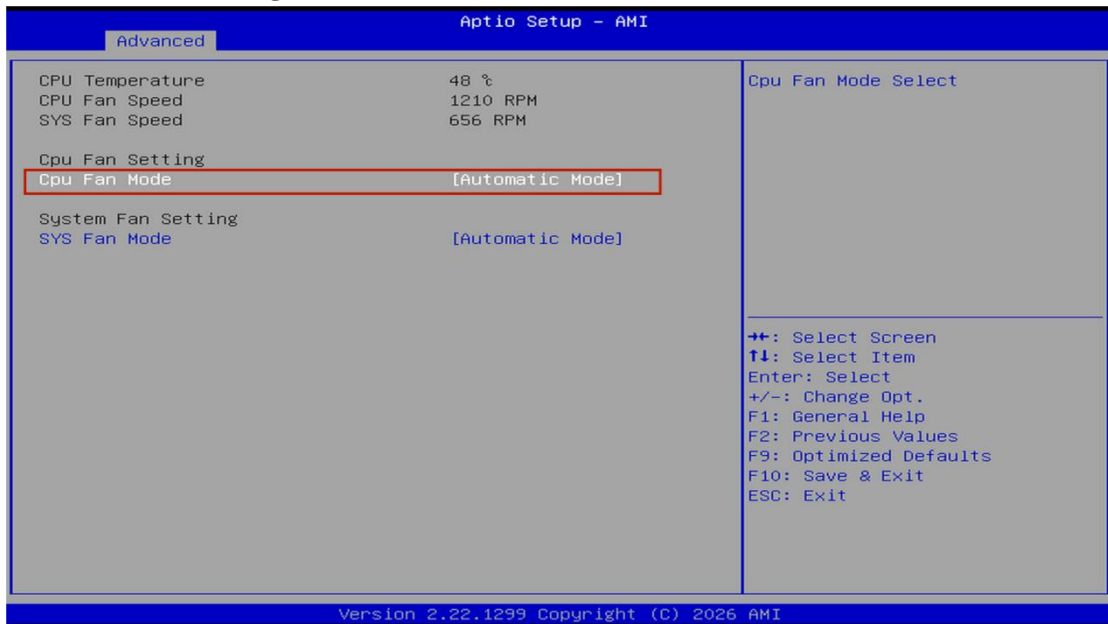 Aptio Setup – AMI
Advanced
CPU Temperature 48 ℃
CPU Fan Speed 1210 RPM
SYS Fan Speed 656 RPM
Cpu Fan Setting
Cpu Fan Mode [Automatic Mode]
System Fan Setting
SYS Fan Mode [Automatic Mode]
Cpu Fan Mode Select
→←: Select Screen
↑↓: Select Item
Enter: Select
+/-: Change Opt.
F1: General Help
F2: Previous Values
F9: Optimized Defaults
F10: Save & Exit
ESC: Exit
Version 2.22.1299 Copyright (C) 2026 AMI